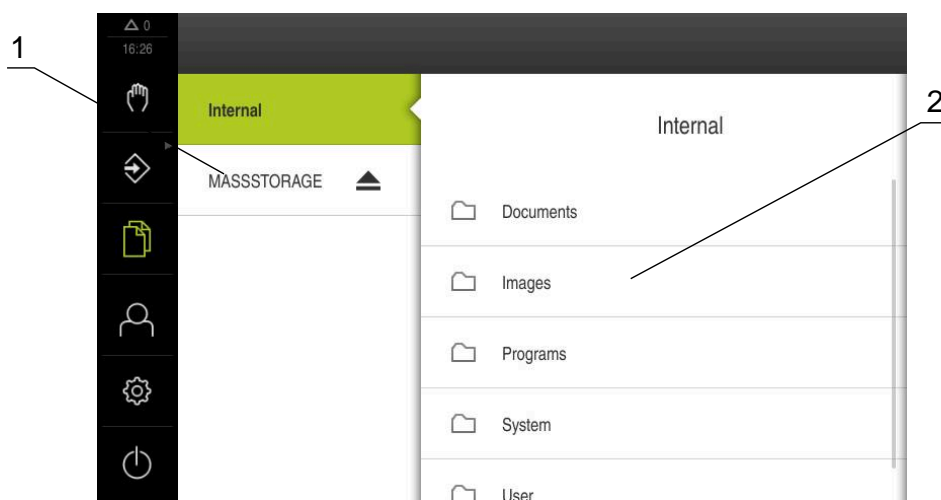 1
0
16:26
Internal
MASSSTORAGE
Internal
2
Documents
Images
Programs
System
User